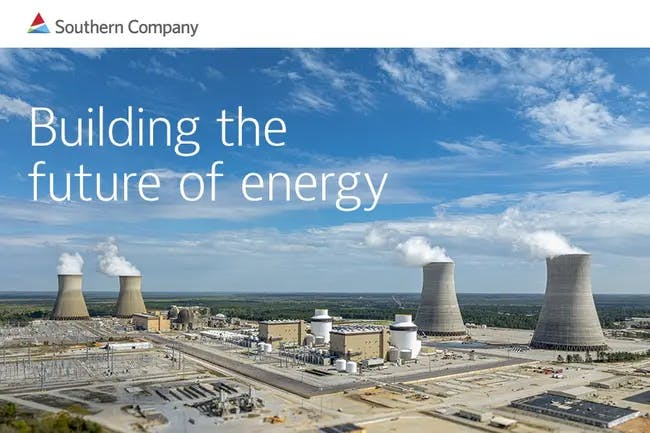 Southern Company
Building the
future of energy